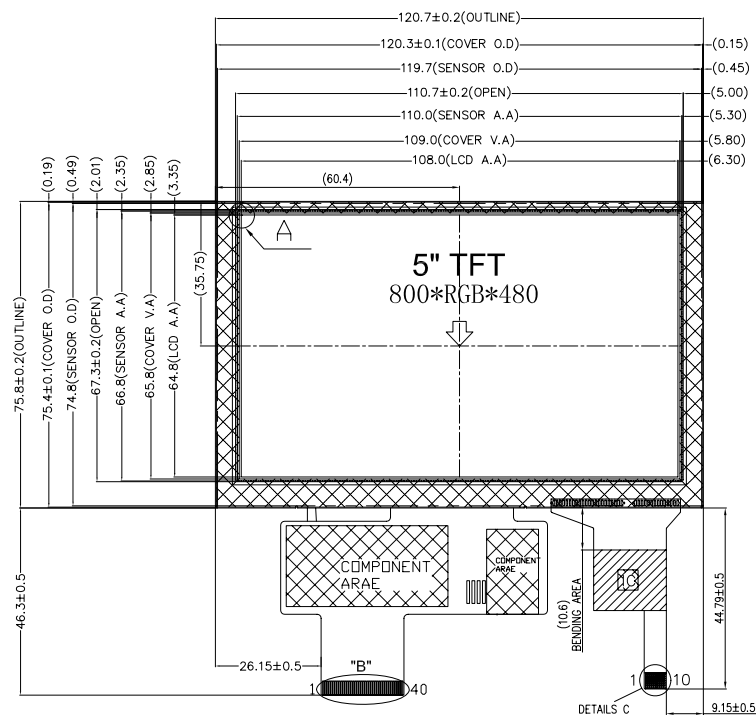 120.7±0.2(OUTLINE)
120.3±0.1(COVER O.D) (0.15)
119.7(SENSOR O.D) (0.45)
110.7±0.2(OPEN) (5.00)
110.0(SENSOR A.A) (5.30)
109.0(COVER V.A) (5.80)
108.0(LCD A.A) (6.30)
(60.4)
(0.19)
(0.49)
(2.01)
(2.35)
(2.85)
(3.35)
(35.75)
75.8±0.2(OUTLINE)
75.4±0.1(COVER O.D)
74.8(SENSOR O.D)
67.3±0.2(OPEN)
66.8(SENSOR A.A)
65.8(COVER V.A)
64.8(LCD A.A)
A
5" TFT
800*RGB*480
46.3±0.5
COMPONENT
ARAE
COMPONENT
ARAE
(10.6)
BENDING AREA
IC
44.79±0.5
26.15±0.5
"B"
1 40
1 10
DETAILS C
9.15±0.5